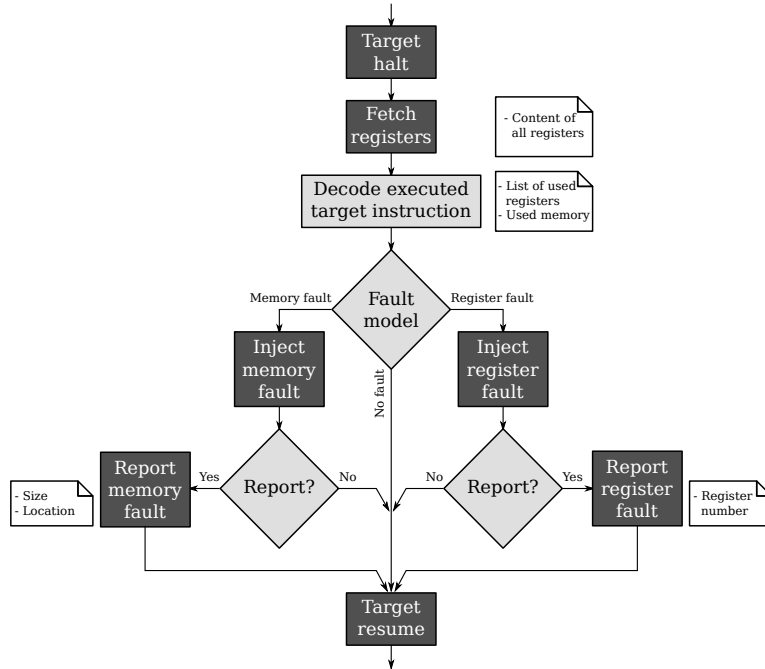 Target
halt
Fetch
registers
- Content of
all registers
Decode executed
target instruction
- List of used
registers
- Used memory
Memory fault
Fault
model
Register fault
Inject
memory
fault
No fault
Inject
register
fault
- Size
- Location
Report
memory
fault
Yes
Report?
No
No
Report?
Yes
Report
register
fault
- Register
number
Target
resume